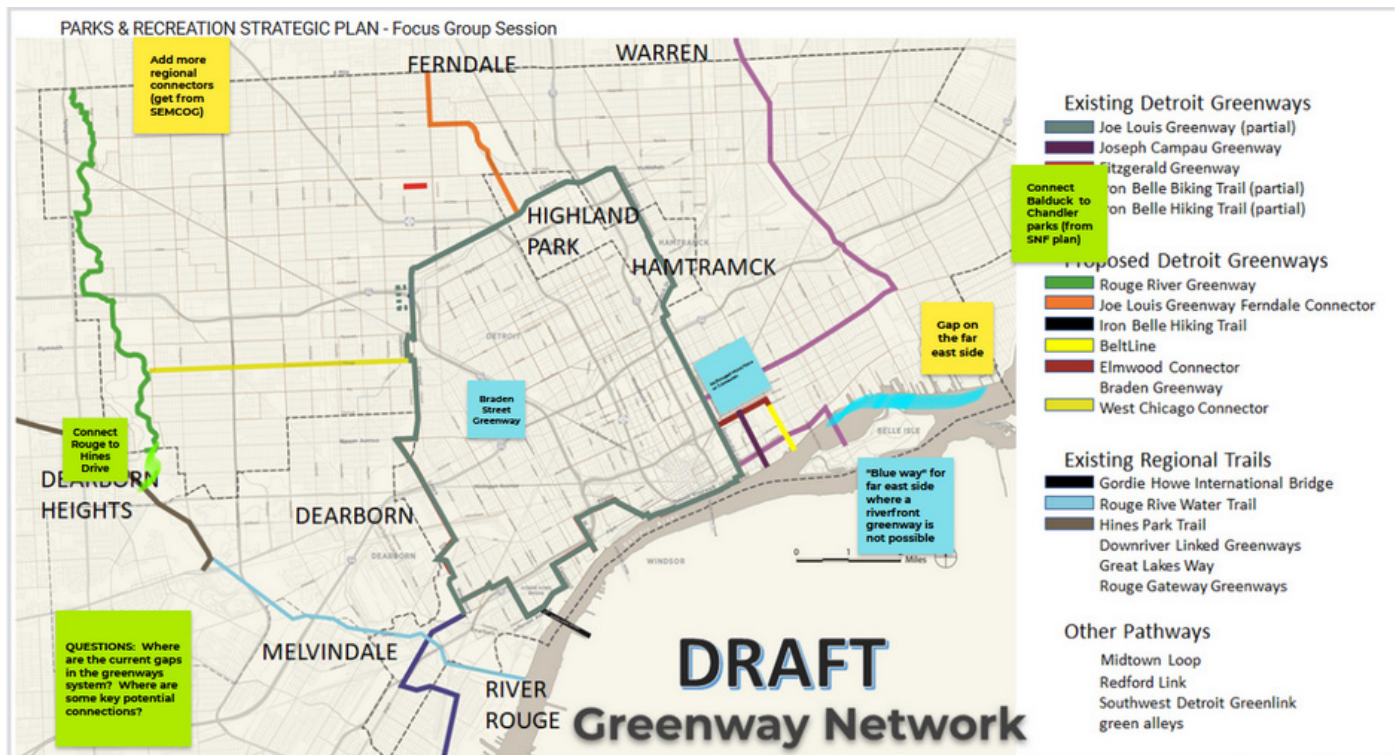 PARKS & RECREATION STRATEGIC PLAN - Focus Group Session
Add more
regional
connectors
(get from
SEMCOG)
FERNDALE
WARREN
HIGHLAND
PARK
HAMTRAMCK
HAMTRAMCK
DETROIT
Braden
Street
Greenway
Gap on
the far
east side
BELLE ISLE
Connect
Rouge to
Hines
Drive
DEARBORN
HEIGHTS
DEARBORN
DEARBORN
WINDSOR
"Blue way" for
far east side
where a
riverfront
greenway is
not possible
0
Miles
QUESTIONS: Where
are the current gaps
in the greenways
system? Where are
some key potential
connections?
MELVINDALE
RIVER
ROUGE
DRAFT
Greenway Network
Existing Detroit Greenways
Joe Louis Greenway (partial)
Joseph Campau Greenway
Fitzgerald Greenway
Iron Belle Biking Trail (partial)
Iron Belle Hiking Trail (partial)
Connect
Balduck to
Chandler
parks (from
SNF plan)
Proposed Detroit Greenways
Rouge River Greenway
Joe Louis Greenway Ferndale Connector
Iron Belle Hiking Trail
BeltLine
Elmwood Connector
Braden Greenway
West Chicago Connector
Existing Regional Trails
Gordie Howe International Bridge
Rouge Rive Water Trail
Hines Park Trail
Downriver Linked Greenways
Great Lakes Way
Rouge Gateway Greenways
Other Pathways
Midtown Loop
Redford Link
Southwest Detroit Greenlink
green alleys